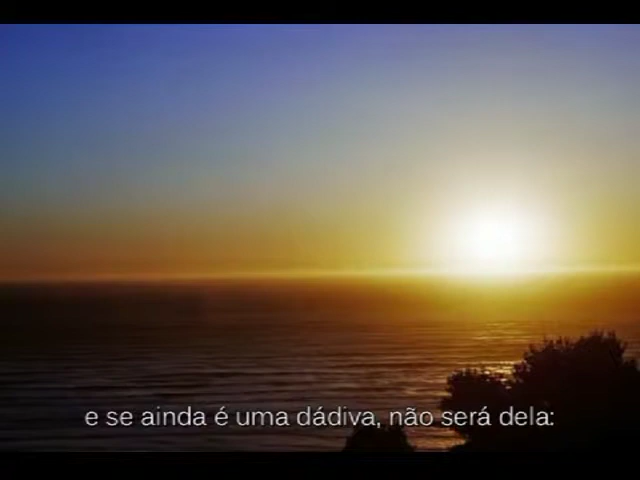 e se ainda é uma dádiva, não será dela: